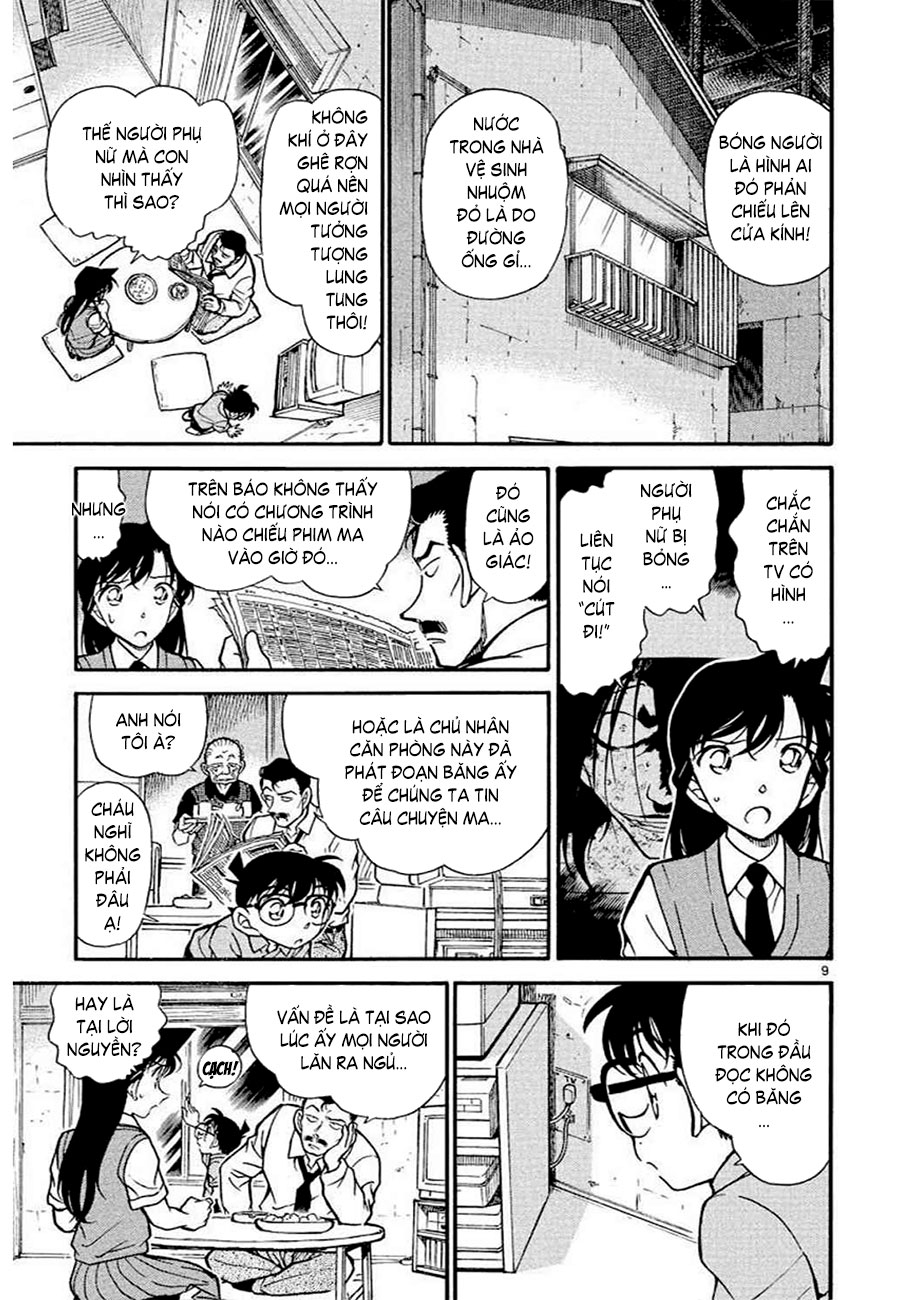 BÓNG NGƯỜI
LÀ HÌNH AI
ĐÓ PHẢN
CHIẾU LÊN
CỬA KÍNH!
NƯỚC
TRONG NHÀ
VỆ SINH
NHUỘM
ĐỎ LÀ DO
ĐƯỜNG
ỐNG GỈ...
KHÔNG
KHÍ Ở ĐÂY
GHÊ RỢN
QUÁ NÊN
MỌI NGƯỜI
TƯỞNG
TƯỢNG
LUNG
TUNG
THÔI!
THẾ NGƯỜI PHỤ
NỮ MÀ CON
NHÌN THẤY
THÌ SAO?
CHẮC
CHẮN TRÊN
TV CÓ
HÌNH
...
NGƯỜI
PHỤ
NỮ BỊ
BỎNG
...
LIÊN
TỤC
NÓI
“CÚT
ĐI!”
ĐÓ
CŨNG
LÀ ẢO
GIÁC!
TRÊN BÁO KHÔNG THẤY
NÓI CÓ CHƯƠNG TRÌNH
NÀO CHIẾU PHIM MA
VÀO GIỜ ĐÓ...
NHƯNG
...
HOẶC LÀ CHỦ NHÂN
CĂN PHÒNG NÀY ĐÃ
PHÁT ĐOẠN BĂNG ẤY
ĐỂ CHÚNG TA TIN
CÂU CHUYỆN MA...
ANH NÓI
TÔI À?
CHÁU
NGHĨ
KHÔNG
PHẢI
ĐÂU
Ạ!
9
KHI ĐÓ
TRONG ĐẦU
ĐỌC KHÔNG
CÓ BĂNG
...
VẤN ĐỀ LÀ TẠI SAO
LÚC ẤY MỌI NGƯỜI
LĂN RA NGỦ...
CẠCH!
HAY LÀ
TẠI LỜI
NGUYỀN?